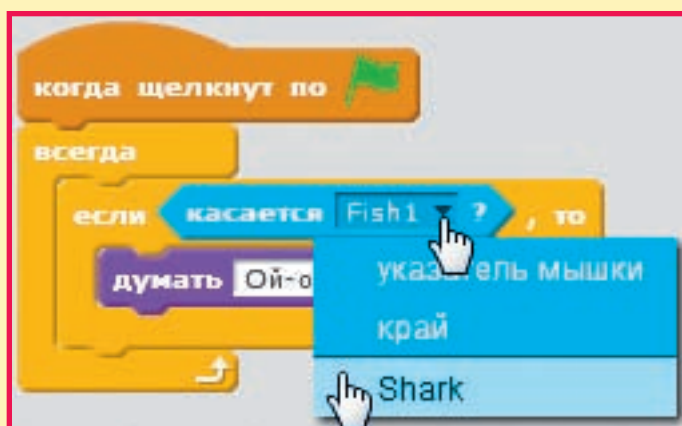 когда щелкнут по
всегда
если касается Fish1 ? , то
думать Ой-о
указатель мышки
край
Shark